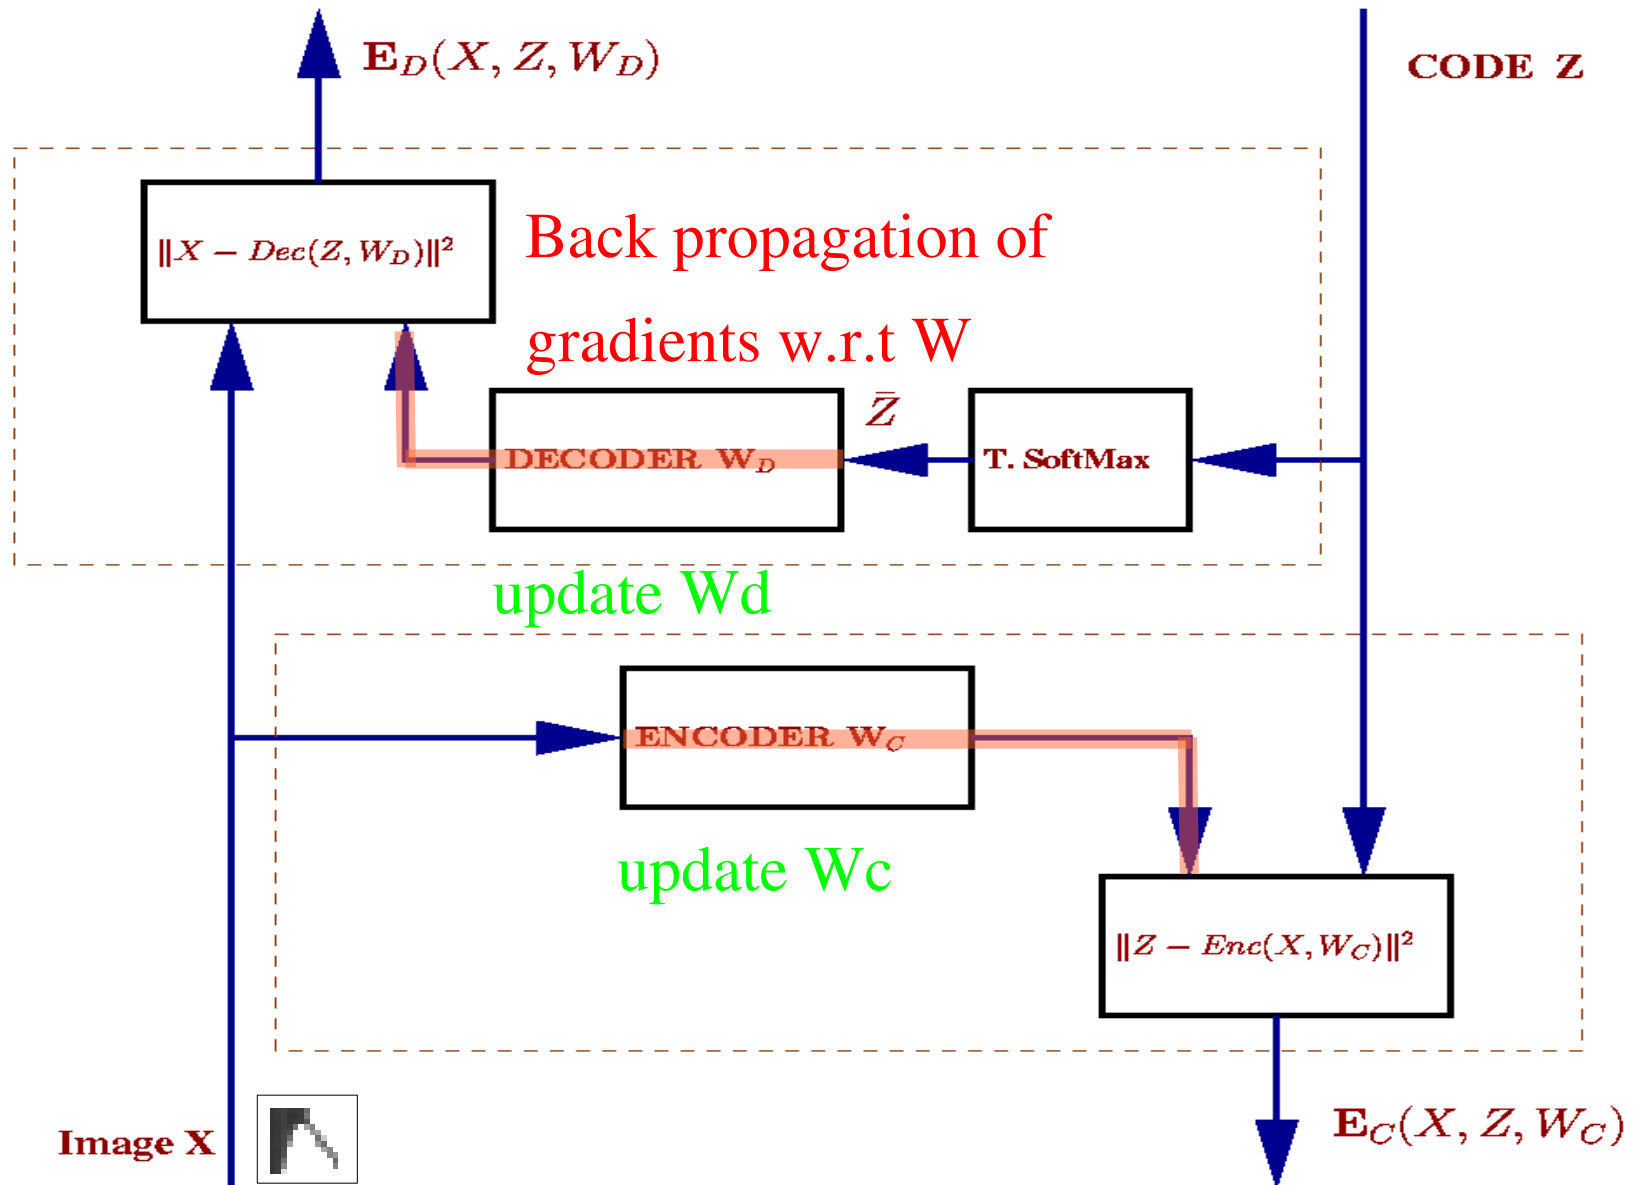 E_D(X, Z, W_D)
CODE Z
‖X − Dec(Z, W_D)‖²
Back propagation of
gradients w.r.t W
Z̄
DECODER W_D
T. SoftMax
update Wd
ENCODER W_C
update Wc
‖Z − Enc(X, W_C)‖²
Image X
E_C(X, Z, W_C)